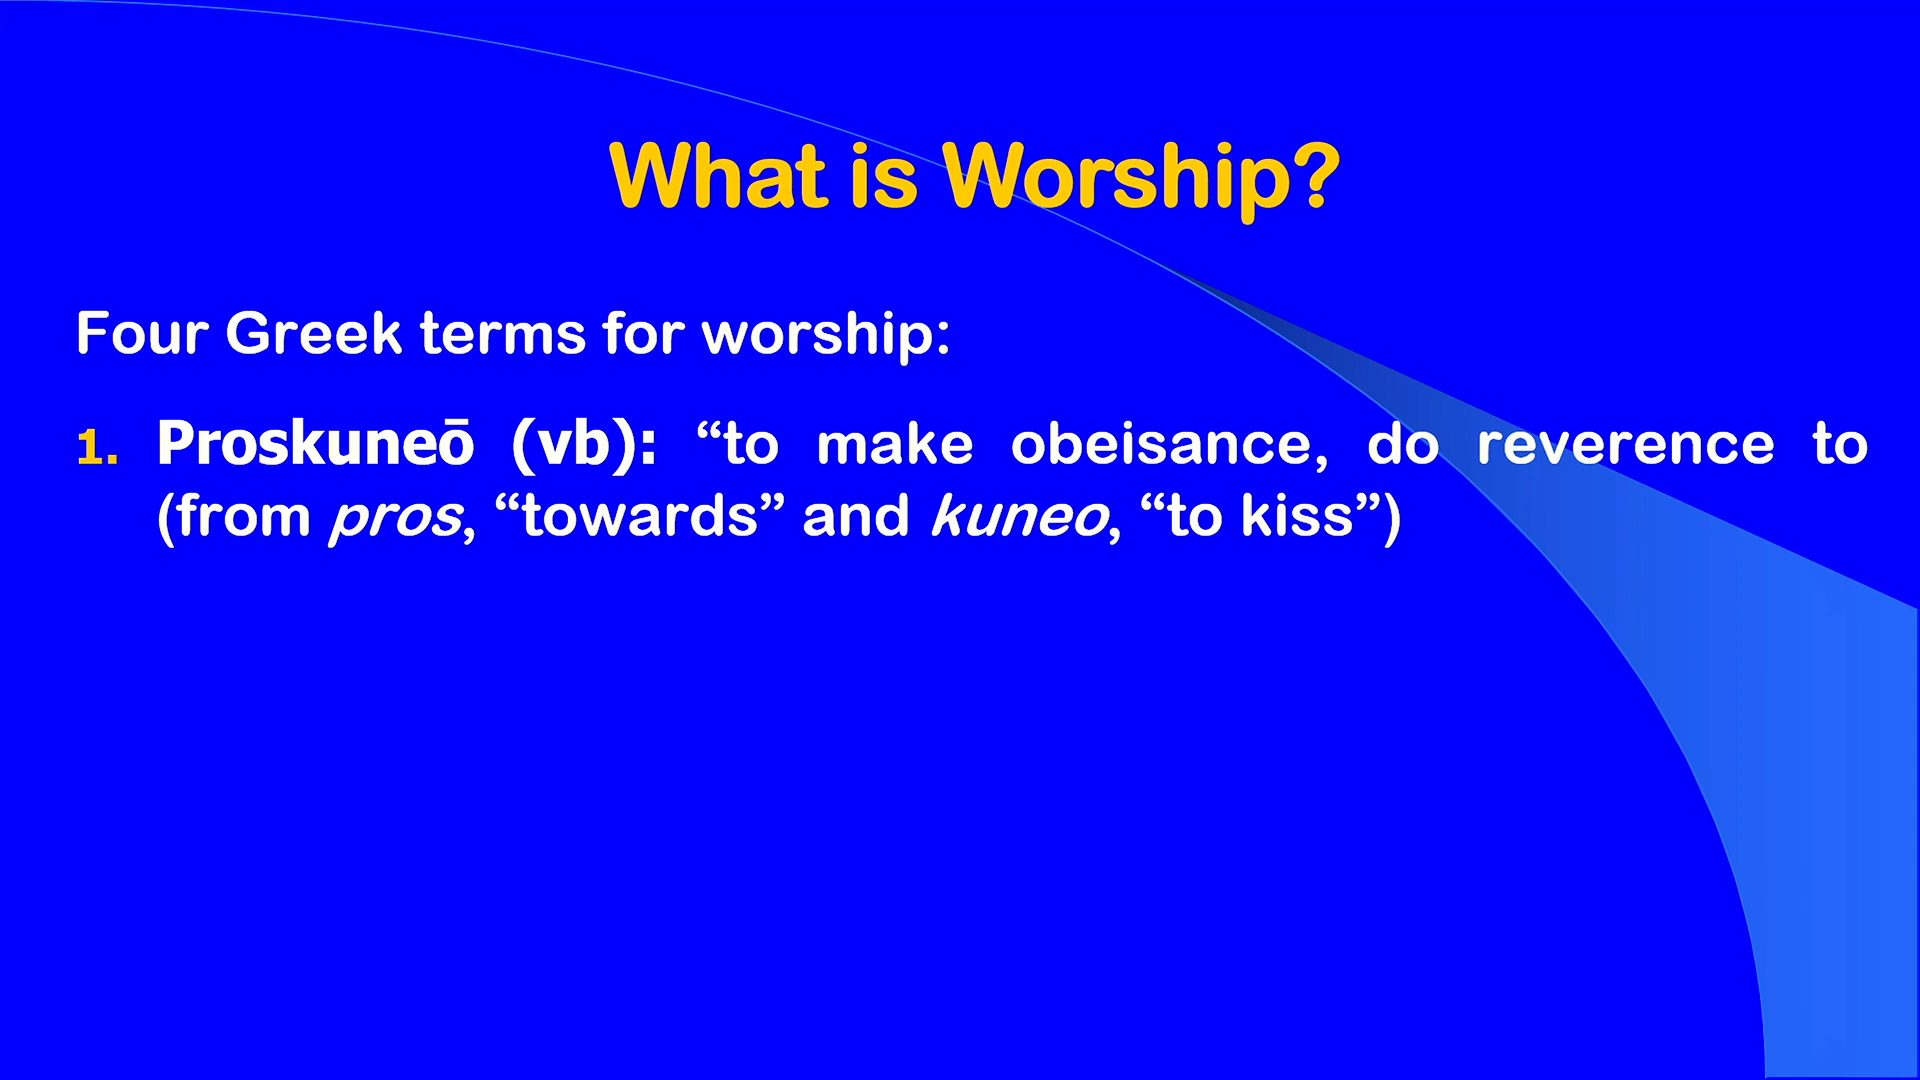 What is Worship?
Four Greek terms for worship:
1. Proskuneō (vb): “to make obeisance, do reverence to
(from pros, “towards” and kuneo, “to kiss”)